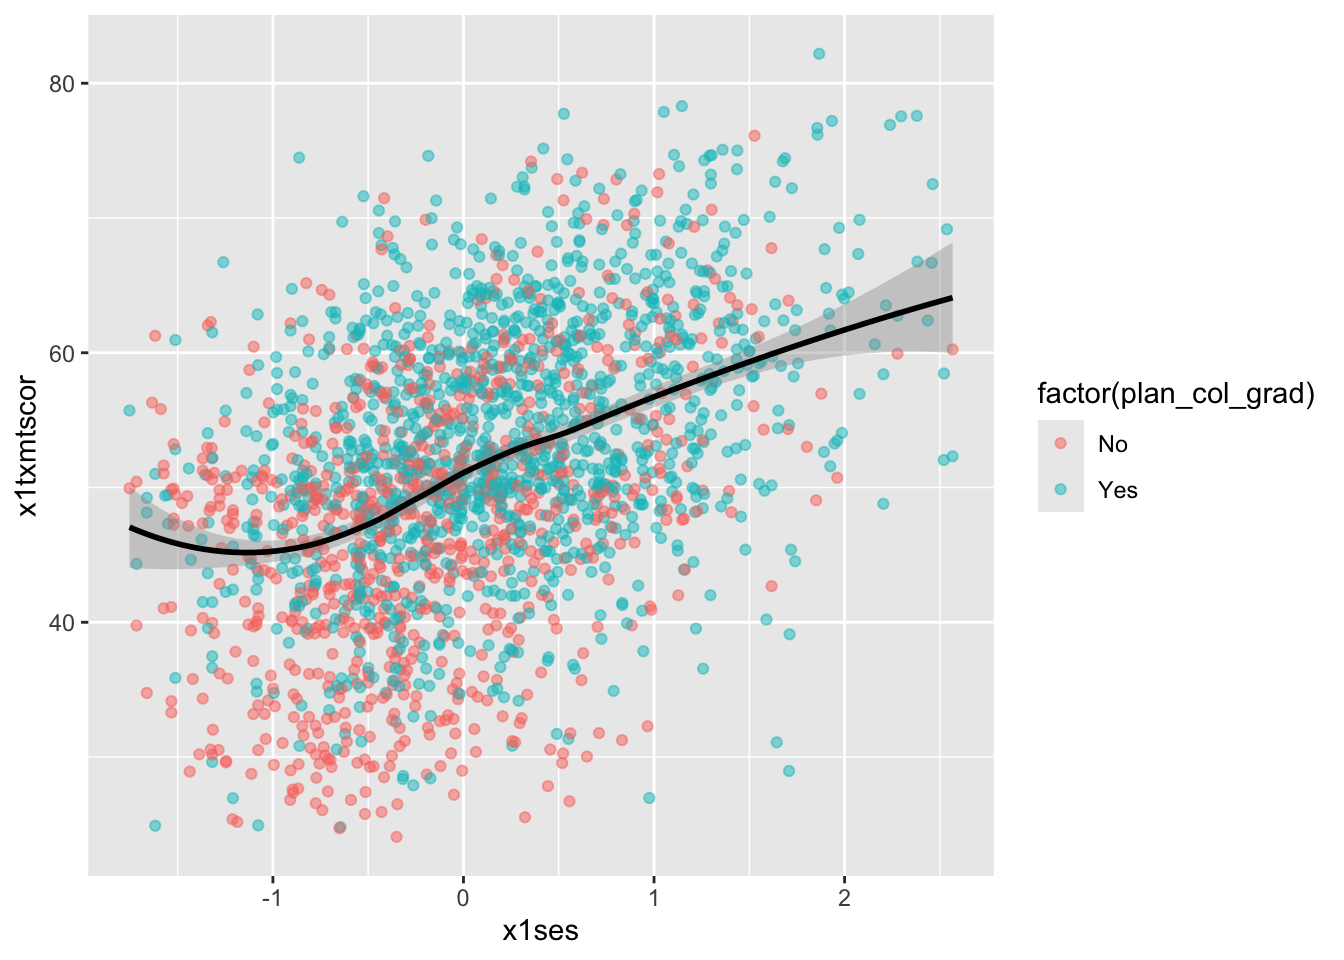 80
60
40
x1txmtscor
-1
0
1
2
x1ses
factor(plan_col_grad)
No
Yes